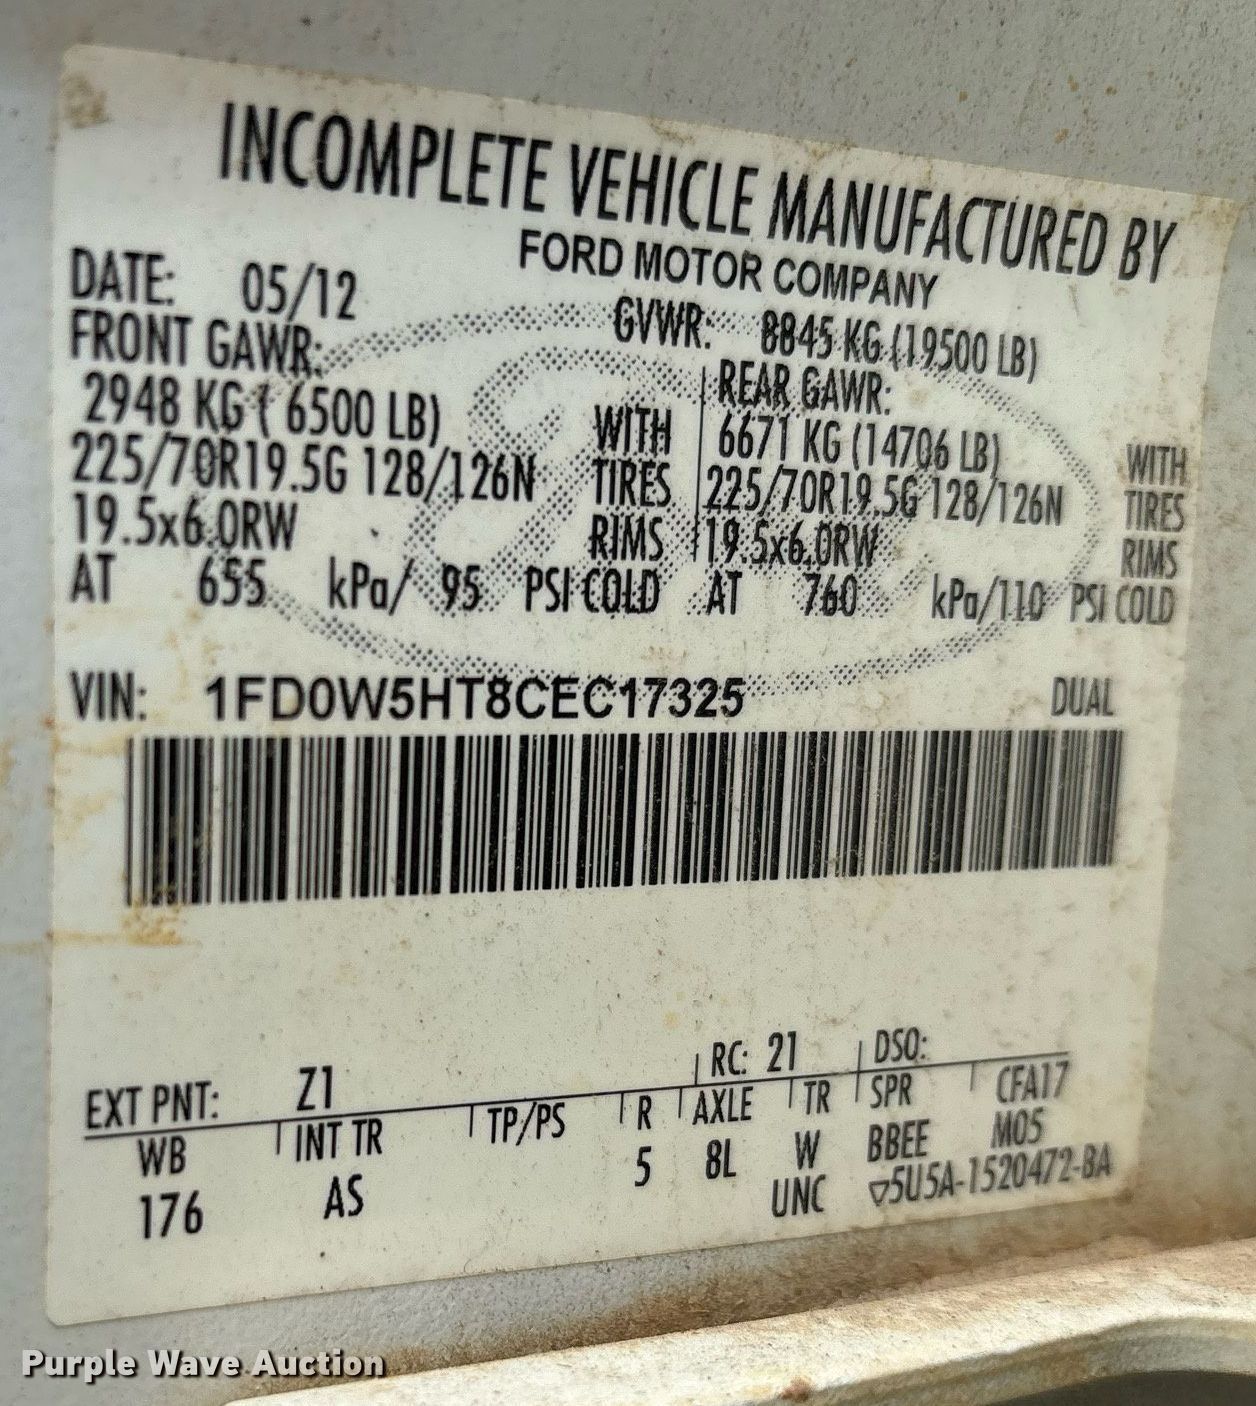 INCOMPLETE VEHICLE MANUFACTURED BY
FORD MOTOR COMPANY
DATE: 05/12
GVWR: 8845 KG (19500 LB)
FRONT GAWR:
2948 KG ( 6500 LB) WITH
225/70R19.5G 128/126N TIRES
19.5x6.0RW RIMS
AT 655 kPa/ 95 PSI COLD
REAR GAWR:
6671 KG (14706 LB) WITH
225/70R19.5G 128/126N TIRES
19.5x6.0RW RIMS
AT 760 kPa/110 PSI COLD
VIN: 1FD0W5HT8CEC17325 DUAL
EXT PNT: Z1 RC: 21 DSO:
WB INT TR TP/PS R AXLE TR SPR CFA17
176 AS 5 8L W BBEE M05
UNC ▽5U5A-1520472-BA
Purple Wave Auction